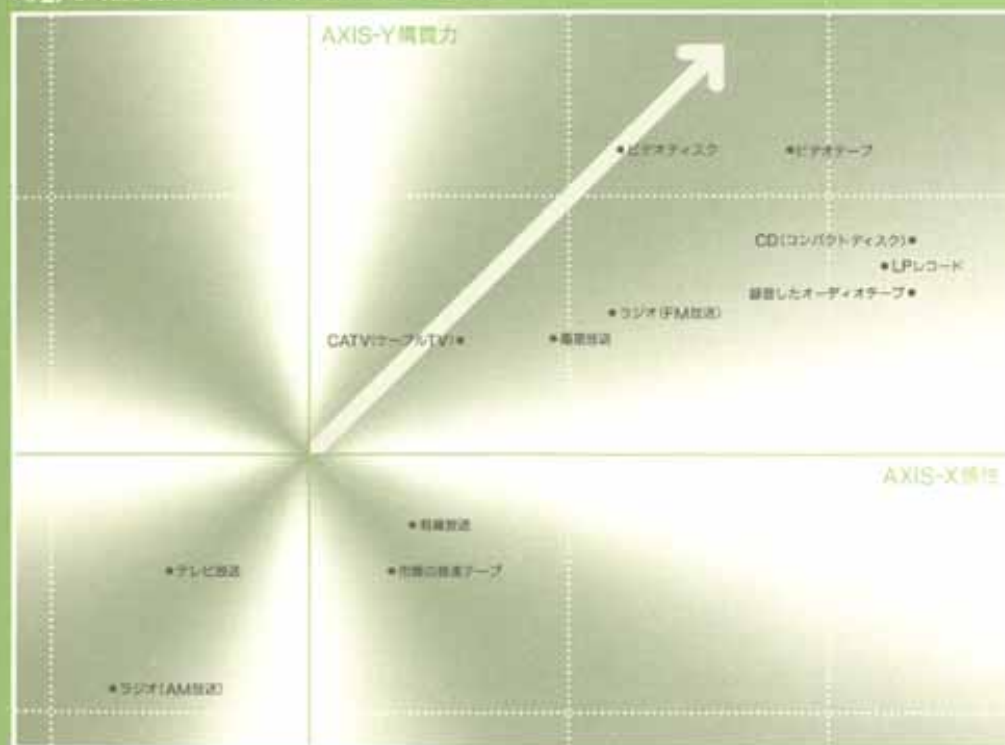 AXIS-Y購買力
ビデオディスク
ビデオテープ
CD(コンパクトディスク)
LPレコード
録音したオーディオテープ
ラジオ(FM放送)
CATV(ケーブルTV)
衛星放送
AXIS-X感性
有線放送
テレビ放送
市販の音楽テープ
ラジオ(AM放送)